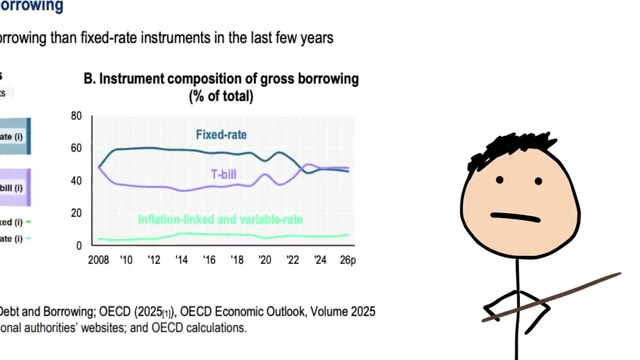 orrowing
orrowing than fixed-rate instruments in the last few years
s
ts
B. Instrument composition of gross borrowing
(% of total)
80
ate (i)
Fixed-rate
60
bill (i)
T-bill
40
ked (i)
20
Inflation-linked and variable-rate
ate (i)
0
2008 '10 '12 '14 '16 '18 '20 '22 '24 26p
Debt and Borrowing; OECD (2025[1]), OECD Economic Outlook, Volume 2025
ional authorities' websites; and OECD calculations.